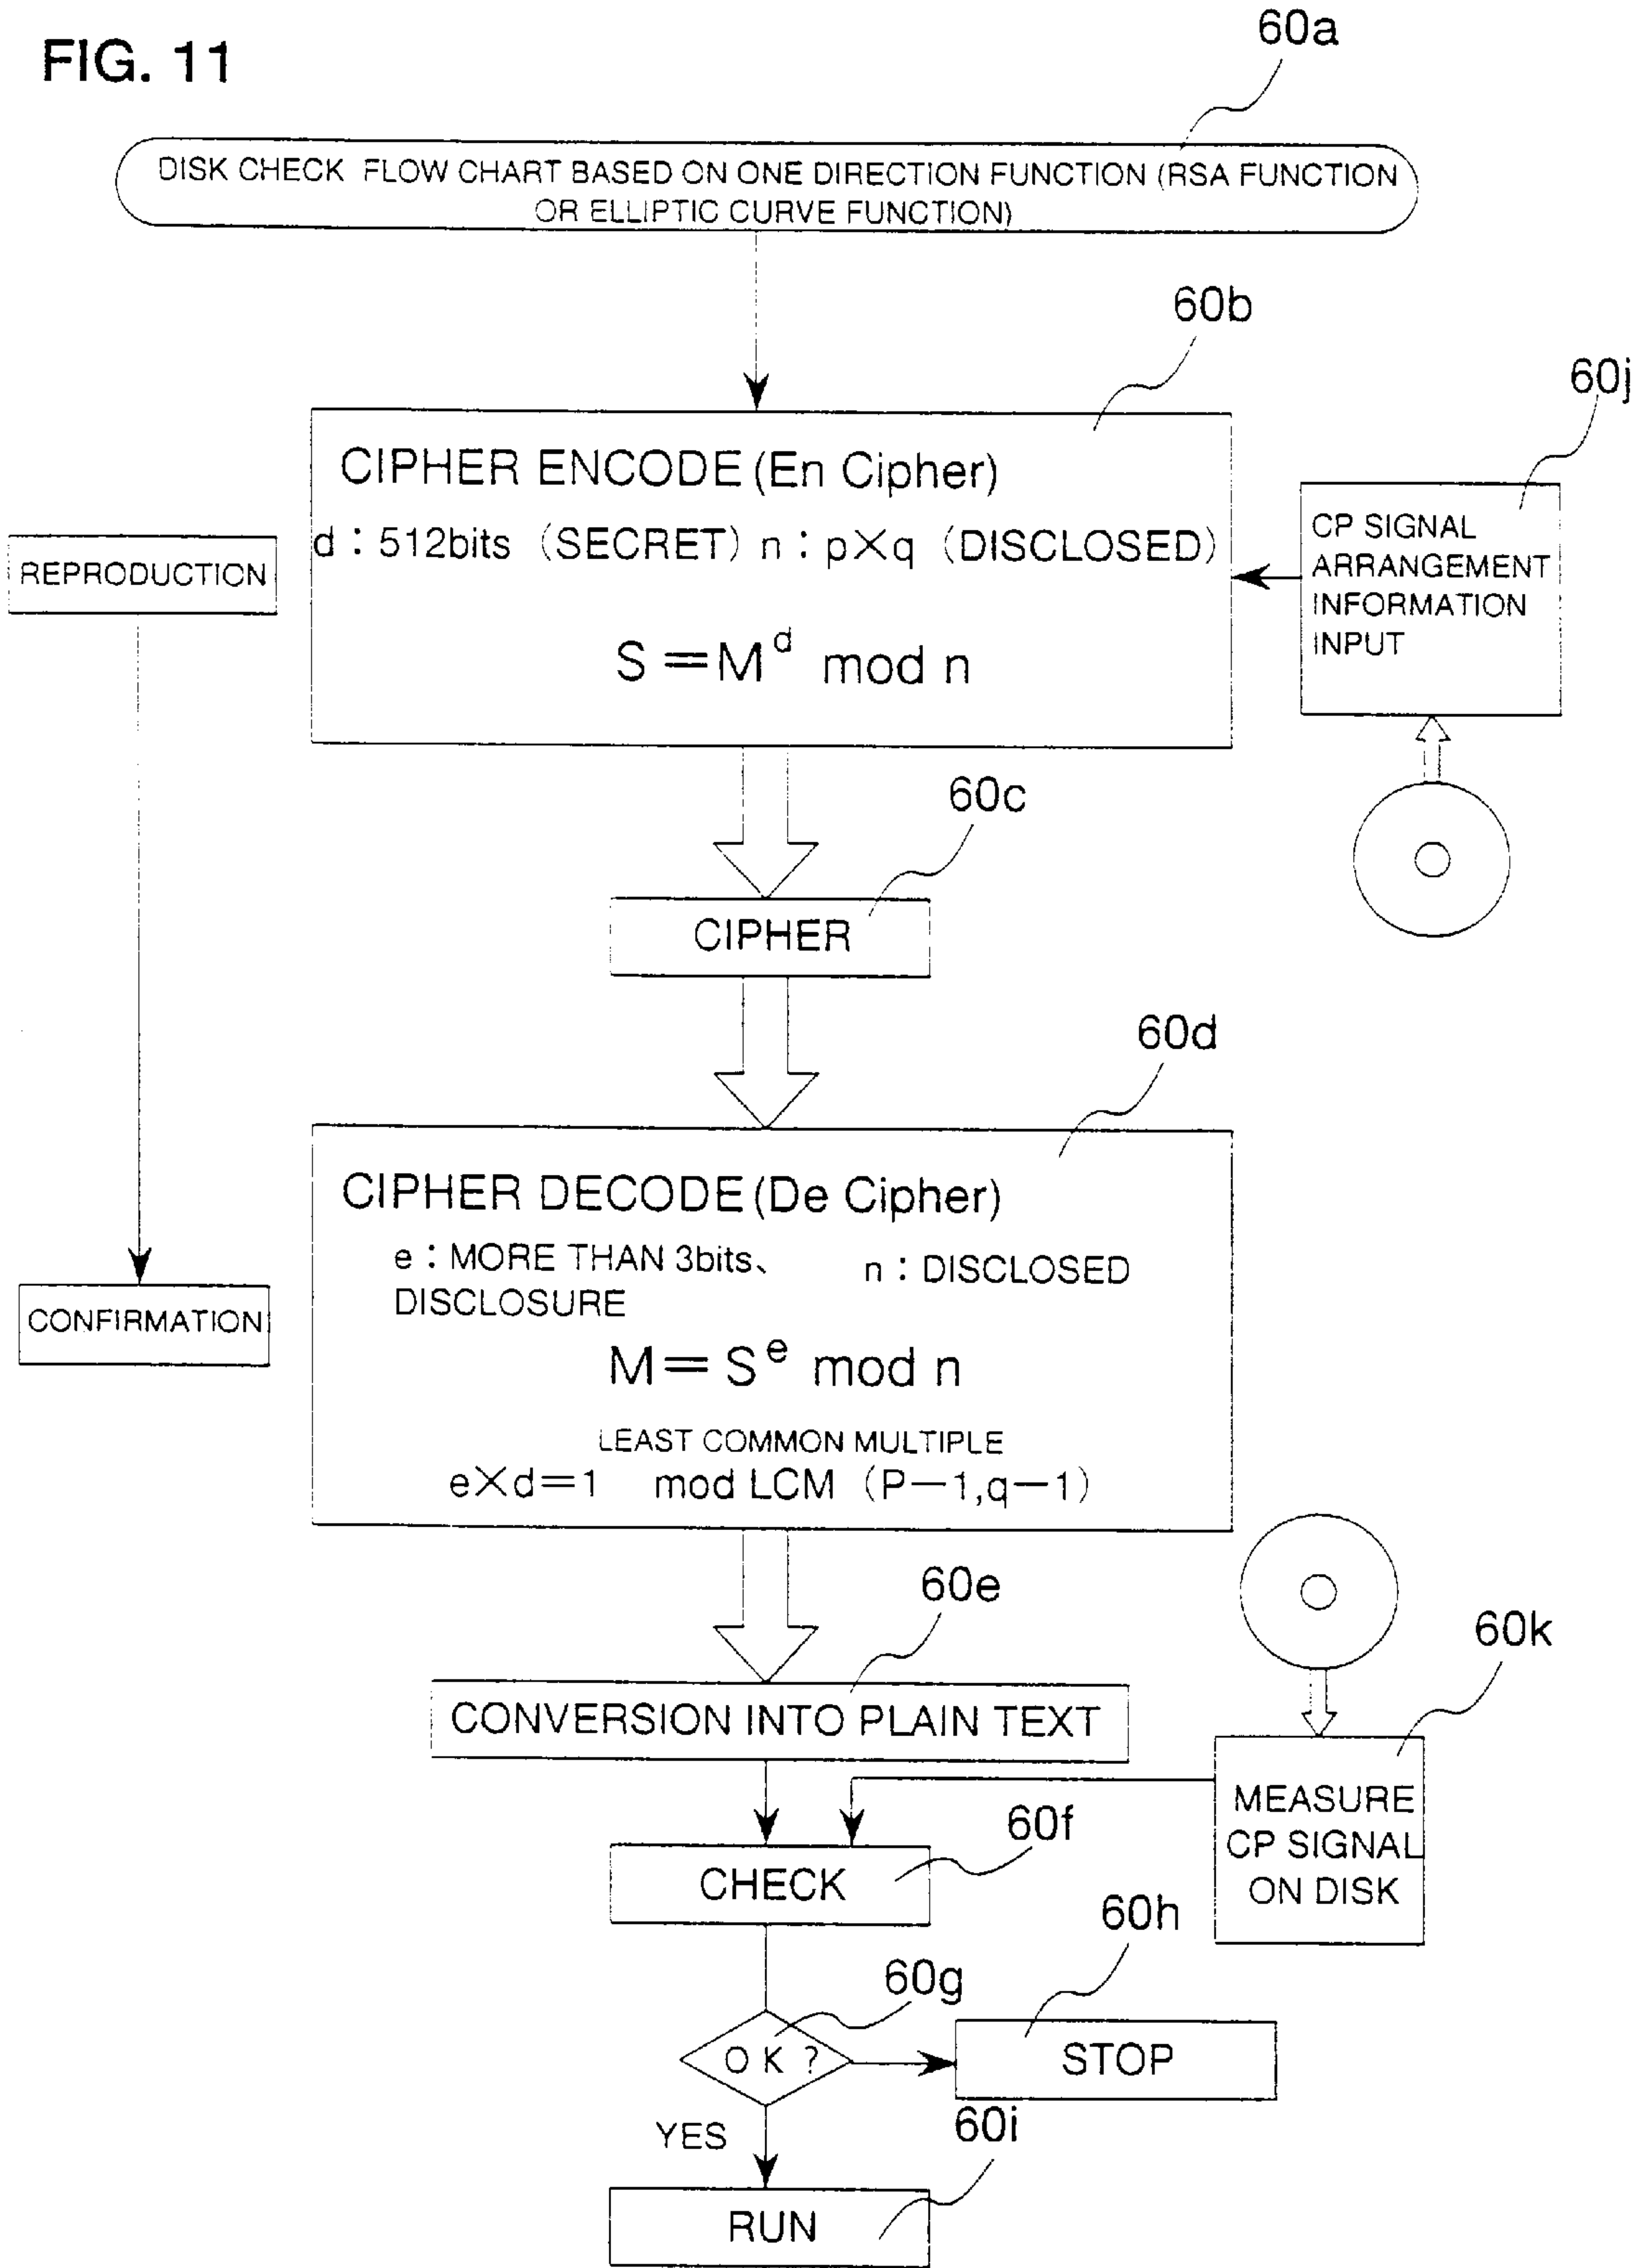 FIG. 11
60a
DISK CHECK FLOW CHART BASED ON ONE DIRECTION FUNCTION (RSA FUNCTION
OR ELLIPTIC CURVE FUNCTION)
60b
60j
CIPHER ENCODE (En Cipher)
d : 512bits (SECRET) n : p×q (DISCLOSED)
S = M^d mod n
CP SIGNAL
ARRANGEMENT
INFORMATION
INPUT
REPRODUCTION
60c
CIPHER
60d
CIPHER DECODE (De Cipher)
e : MORE THAN 3bits、 n : DISCLOSED
DISCLOSURE
M = S^e mod n
LEAST COMMON MULTIPLE
e×d=1 mod LCM (P−1,q−1)
CONFIRMATION
60e
CONVERSION INTO PLAIN TEXT
60k
MEASURE
CP SIGNAL
ON DISK
60f
CHECK
60h
60g
O K ?
STOP
YES
60i
RUN